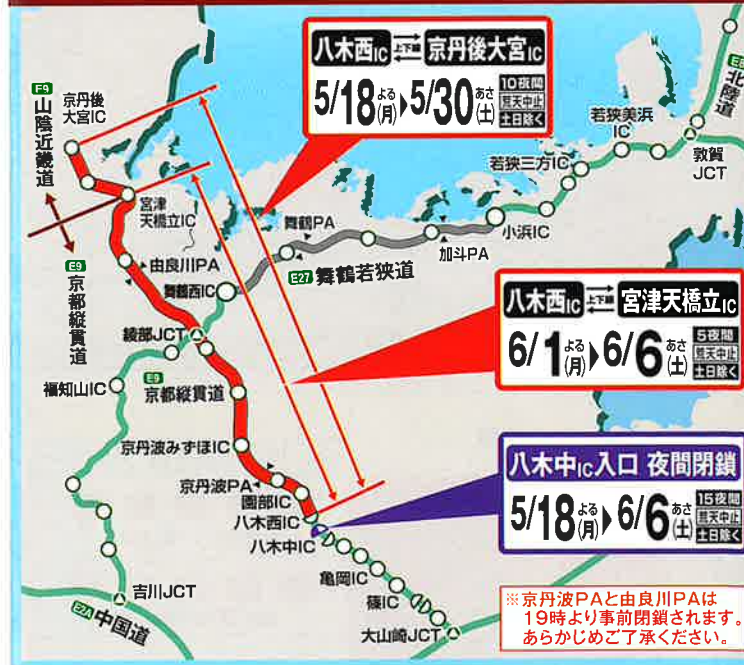 八木西IC 上下線 京丹後大宮IC
5/18(月)よる▶5/30(土)あさ
10夜間
荒天中止
土日除く
E9
山陰近畿道
京丹後
大宮IC
北陸道
若狭美浜
IC
若狭三方IC
敦賀
JCT
宮津
天橋立IC
舞鶴PA
小浜IC
加斗PA
E27 舞鶴若狭道
由良川PA
舞鶴西IC
E9
京都縦貫道
八木西IC 上下線 宮津天橋立IC
6/1(月)よる▶6/6(土)あさ
5夜間
荒天中止
土日除く
綾部JCT
福知山IC
E9
京都縦貫道
京丹波みずほIC
京丹波PA
園部IC
八木西IC
八木中IC
八木中IC入口 夜間閉鎖
5/18(月)よる▶6/6(土)あさ
15夜間
荒天中止
土日除く
亀岡IC
篠IC
大山崎JCT
吉川JCT
E2A 中国道
※京丹波PAと由良川PAは
19時より事前閉鎖されます。
あらかじめご了承ください。